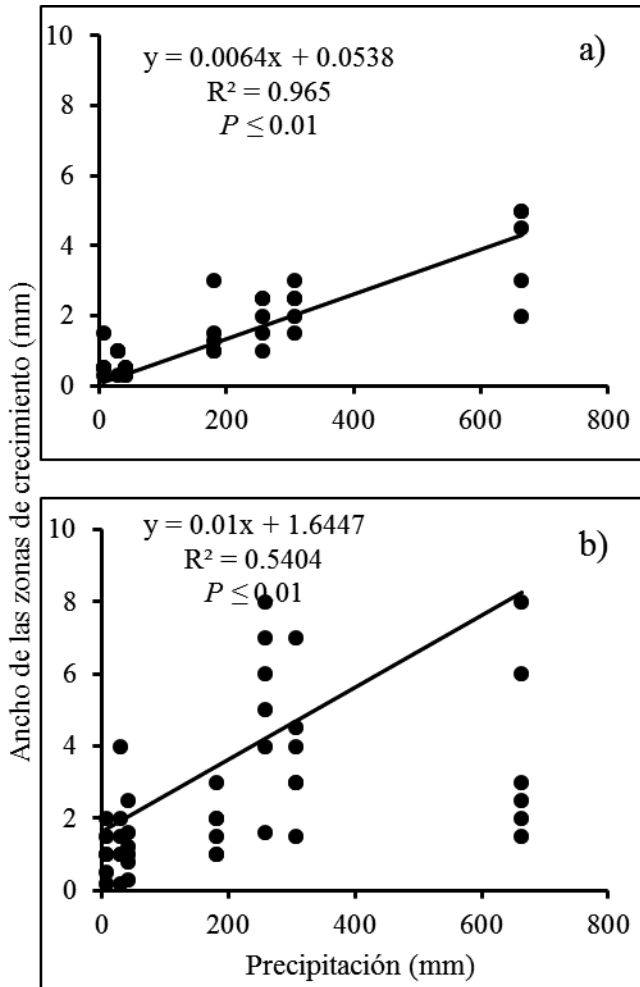 Ancho de las zonas de crecimiento (mm)
a)
y = 0.0064x + 0.0538
R² = 0.965
P ≤ 0.01
10
8
6
4
2
0
0 200 400 600 800
b)
y = 0.01x + 1.6447
R² = 0.5404
P ≤ 0.01
10
8
6
4
2
0
0 200 400 600 800
Precipitación (mm)